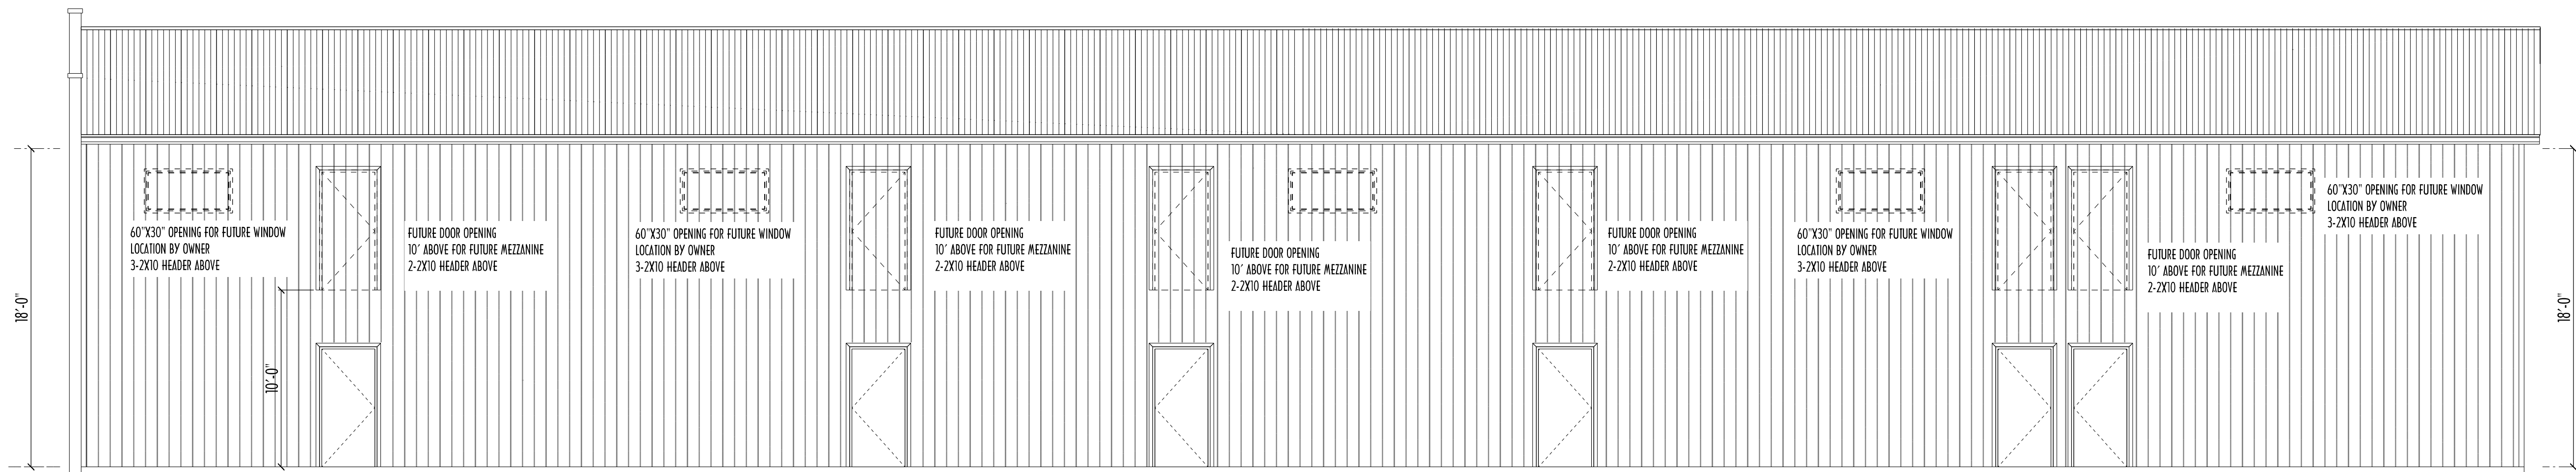 18'-0"
60"X30" OPENING FOR FUTURE WINDOW
LOCATION BY OWNER
3-2X10 HEADER ABOVE
10'-0"
FUTURE DOOR OPENING
10' ABOVE FOR FUTURE MEZZANINE
2-2X10 HEADER ABOVE
60"X30" OPENING FOR FUTURE WINDOW
LOCATION BY OWNER
3-2X10 HEADER ABOVE
FUTURE DOOR OPENING
10' ABOVE FOR FUTURE MEZZANINE
2-2X10 HEADER ABOVE
FUTURE DOOR OPENING
10' ABOVE FOR FUTURE MEZZANINE
2-2X10 HEADER ABOVE
FUTURE DOOR OPENING
10' ABOVE FOR FUTURE MEZZANINE
2-2X10 HEADER ABOVE
60"X30" OPENING FOR FUTURE WINDOW
LOCATION BY OWNER
3-2X10 HEADER ABOVE
FUTURE DOOR OPENING
10' ABOVE FOR FUTURE MEZZANINE
2-2X10 HEADER ABOVE
60"X30" OPENING FOR FUTURE WINDOW
LOCATION BY OWNER
3-2X10 HEADER ABOVE
18'-0"